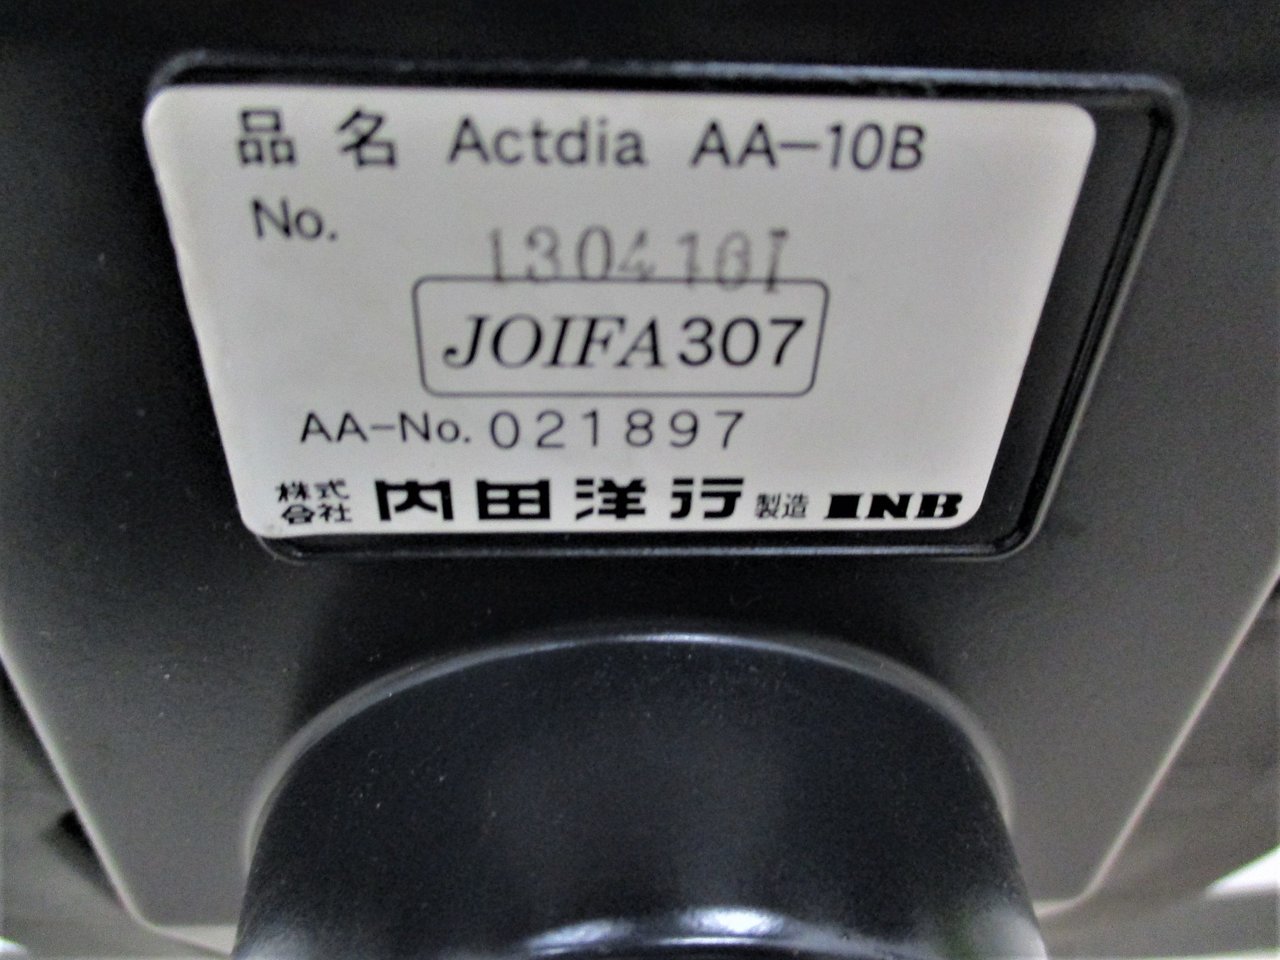 品名 Actdia AA-10B
No.
130410I
JOIFA307
AA-No. 021897
株式会社 内田洋行 製造 INB